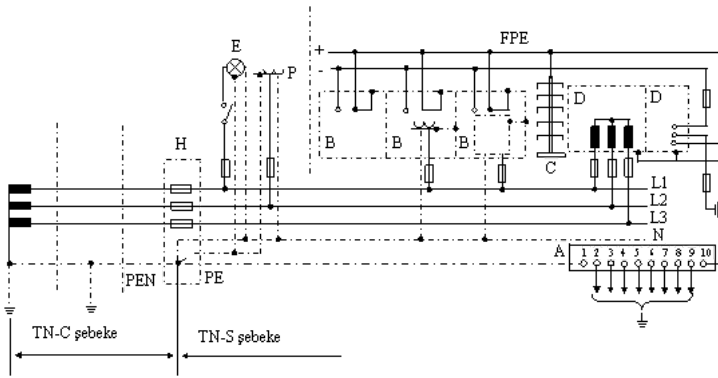 E
FPE
+
-
P
D
D
B
B
B
C
H
L1
L2
L3
N
A
1 2 3 4 5 6 7 8 9 10
PEN
PE
TN-C şebeke
TN-S şebeke